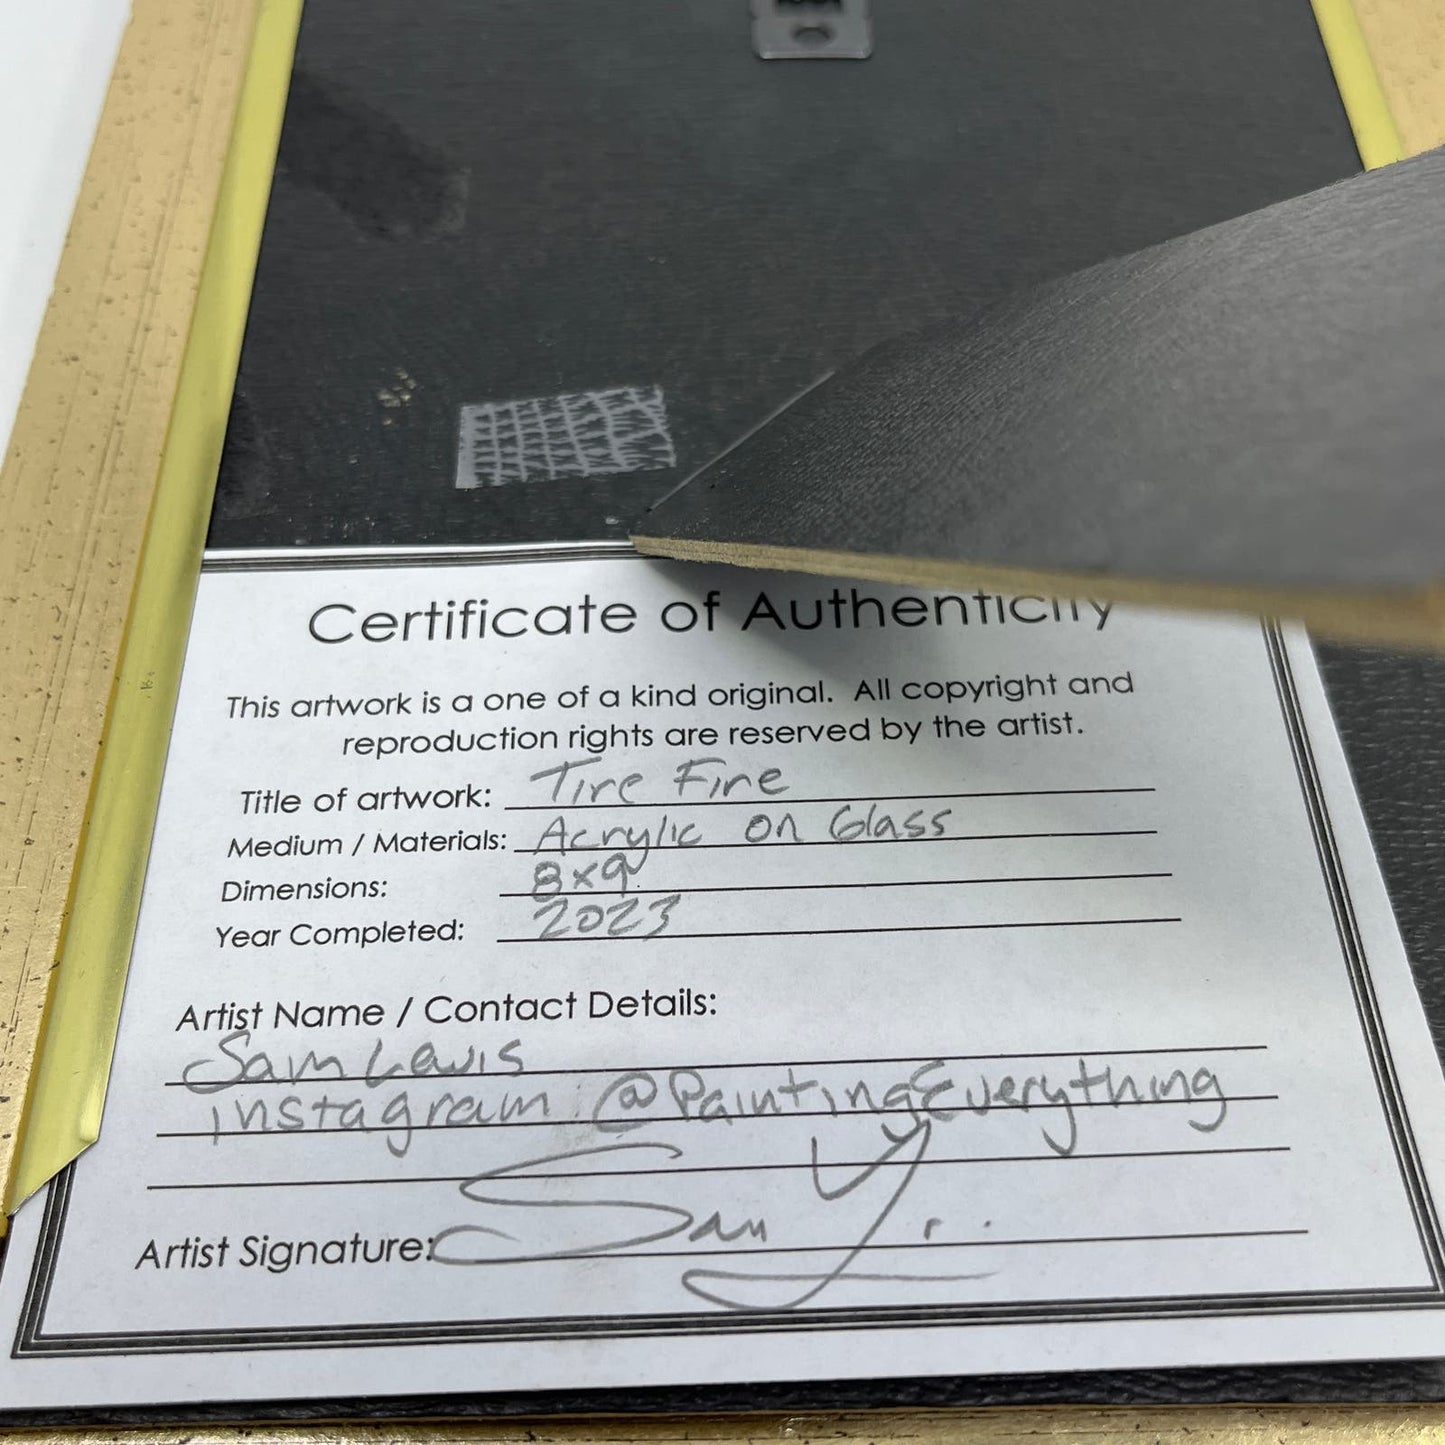 Certificate of Authenticity
This artwork is a one of a kind original. All copyright and
reproduction rights are reserved by the artist.
Title of artwork: Tire Fire
Medium / Materials: Acrylic on Glass
Dimensions: 8x9
Year Completed: 2023
Artist Name / Contact Details:
Sam Lewis
instagram @PaintingEverything
Artist Signature: Sam